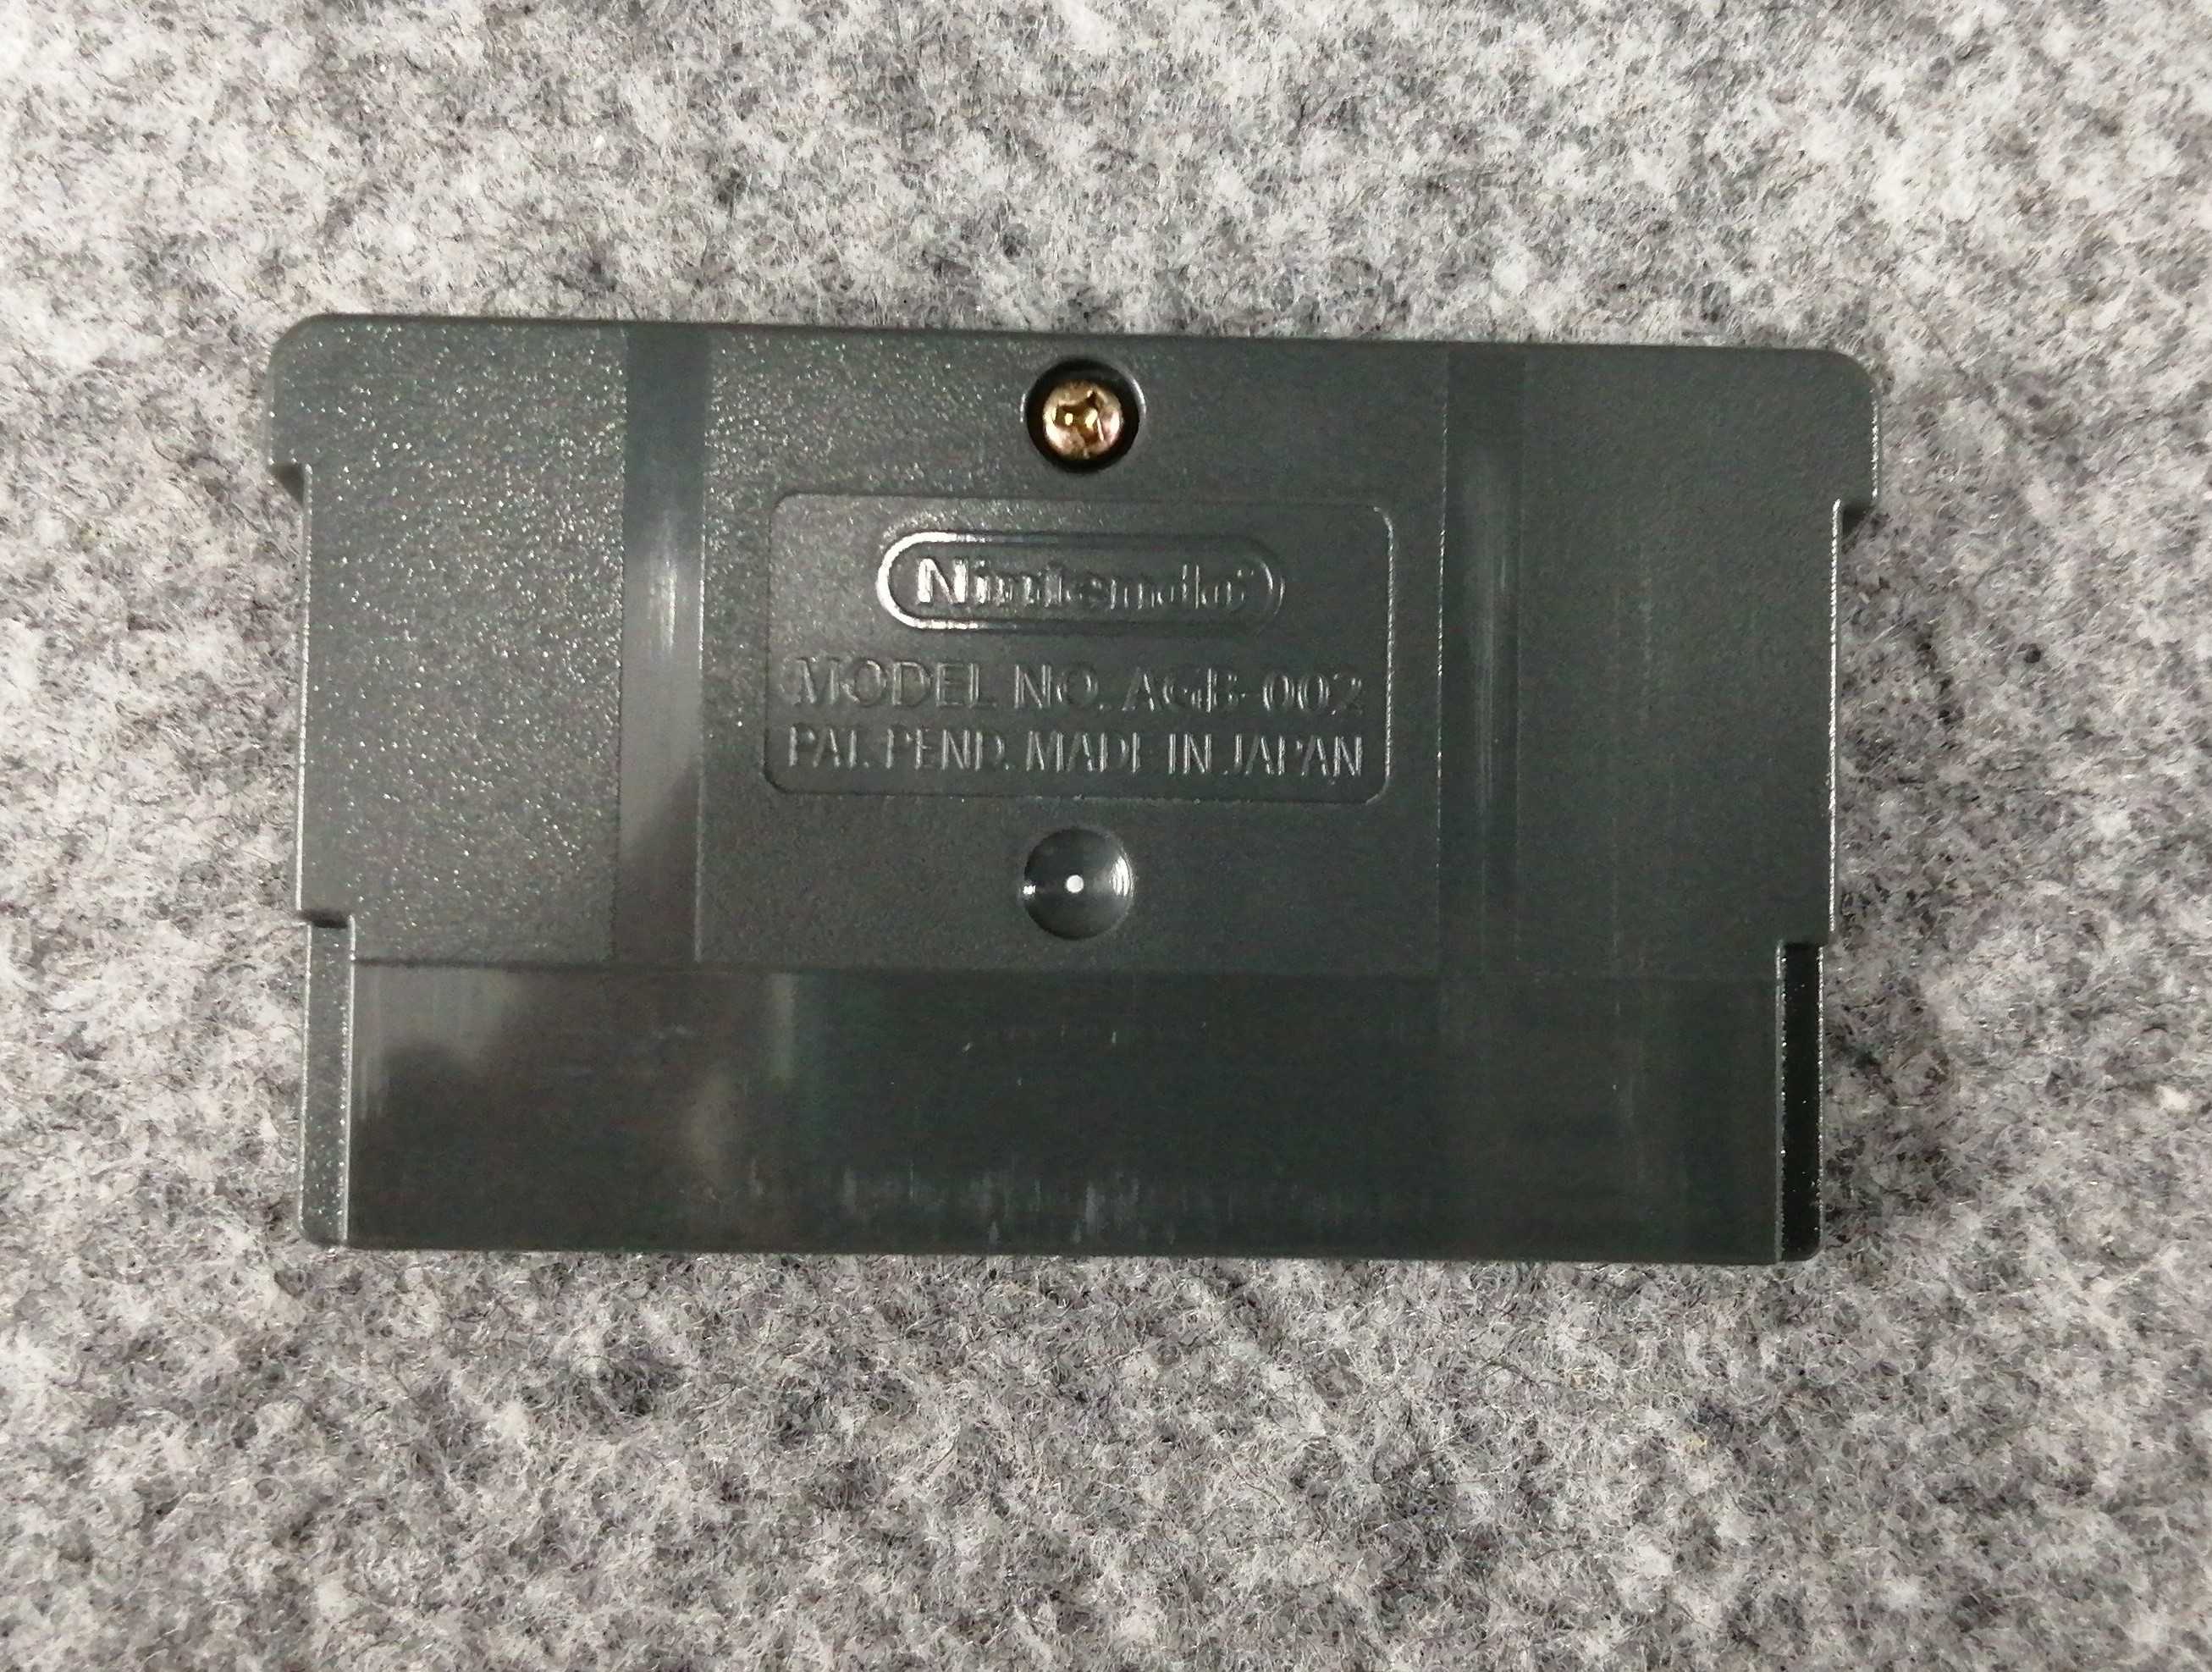 Nintendo
MODEL NO. AGB-002
PAT. PEND. MADE IN JAPAN